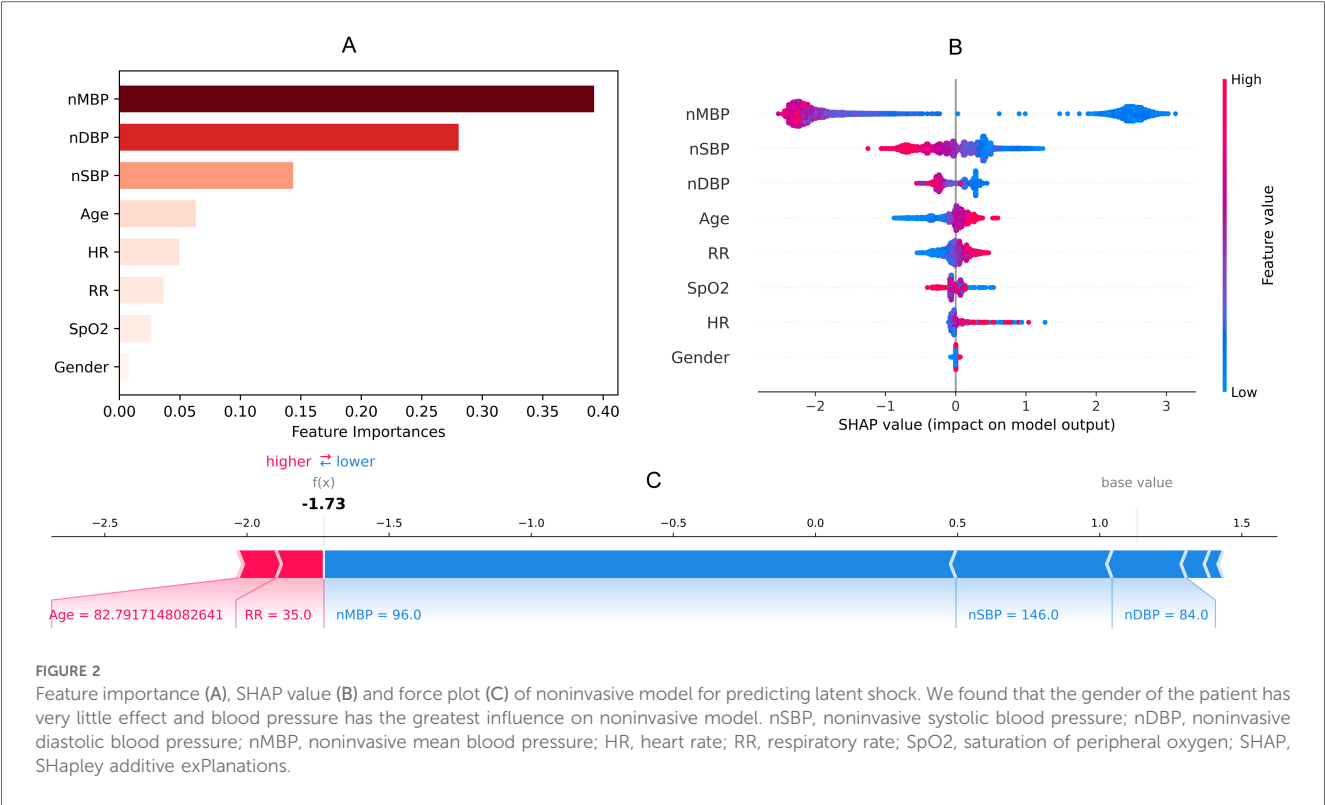 A
nMBP
nDBP
nSBP
Age
HR
RR
SpO2
Gender
0.00 0.05 0.10 0.15 0.20 0.25 0.30 0.35 0.40
Feature Importances
B
nMBP
nSBP
nDBP
Age
RR
SpO2
HR
Gender
−2 −1 0 1 2 3
SHAP value (impact on model output)
High
Feature value
Low
higher ⇄ lower
C
f(x)
base value
-1.73
−2.5 −2.0 −1.5 −1.0 −0.5 0.0 0.5 1.0 1.5
Age = 82.7917148082641 RR = 35.0 nMBP = 96.0 nSBP = 146.0 nDBP = 84.0
FIGURE 2
Feature importance (A), SHAP value (B) and force plot (C) of noninvasive model for predicting latent shock. We found that the gender of the patient has
very little effect and blood pressure has the greatest influence on noninvasive model. nSBP, noninvasive systolic blood pressure; nDBP, noninvasive
diastolic blood pressure; nMBP, noninvasive mean blood pressure; HR, heart rate; RR, respiratory rate; SpO2, saturation of peripheral oxygen; SHAP,
SHapley additive exPlanations.